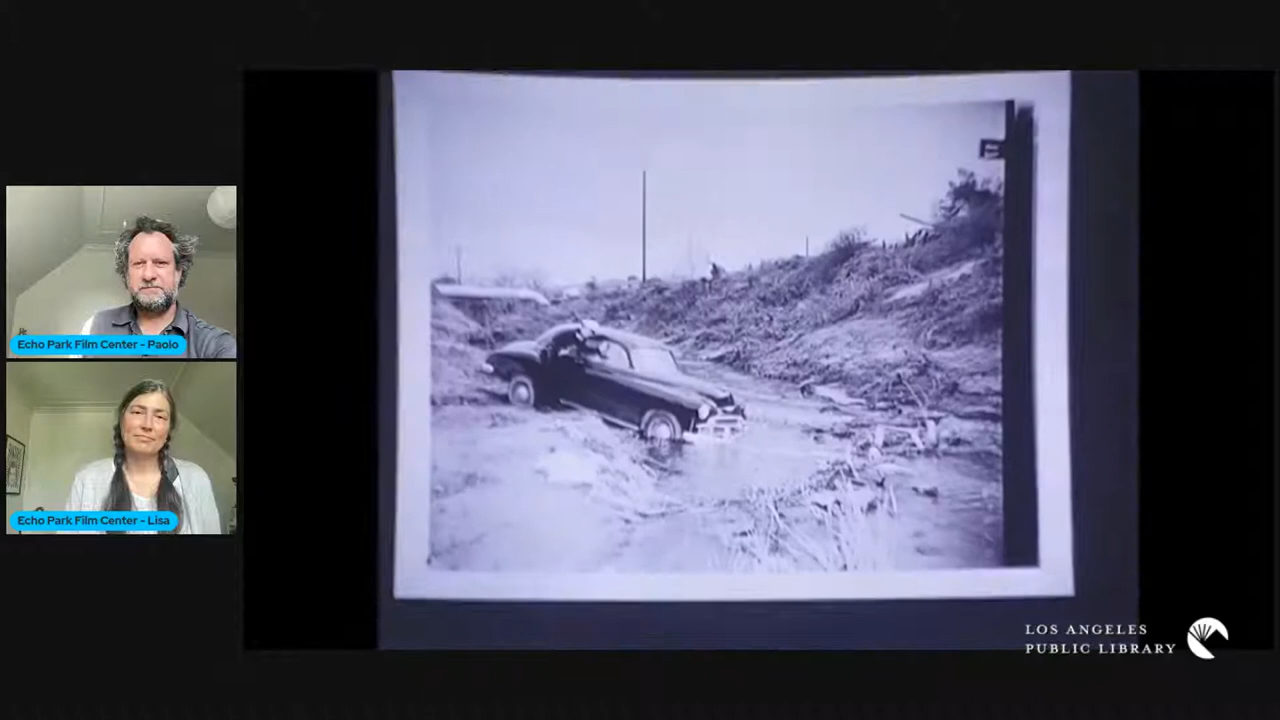 Echo Park Film Center - Paolo
Echo Park Film Center - Lisa
LOS ANGELES
PUBLIC LIBRARY